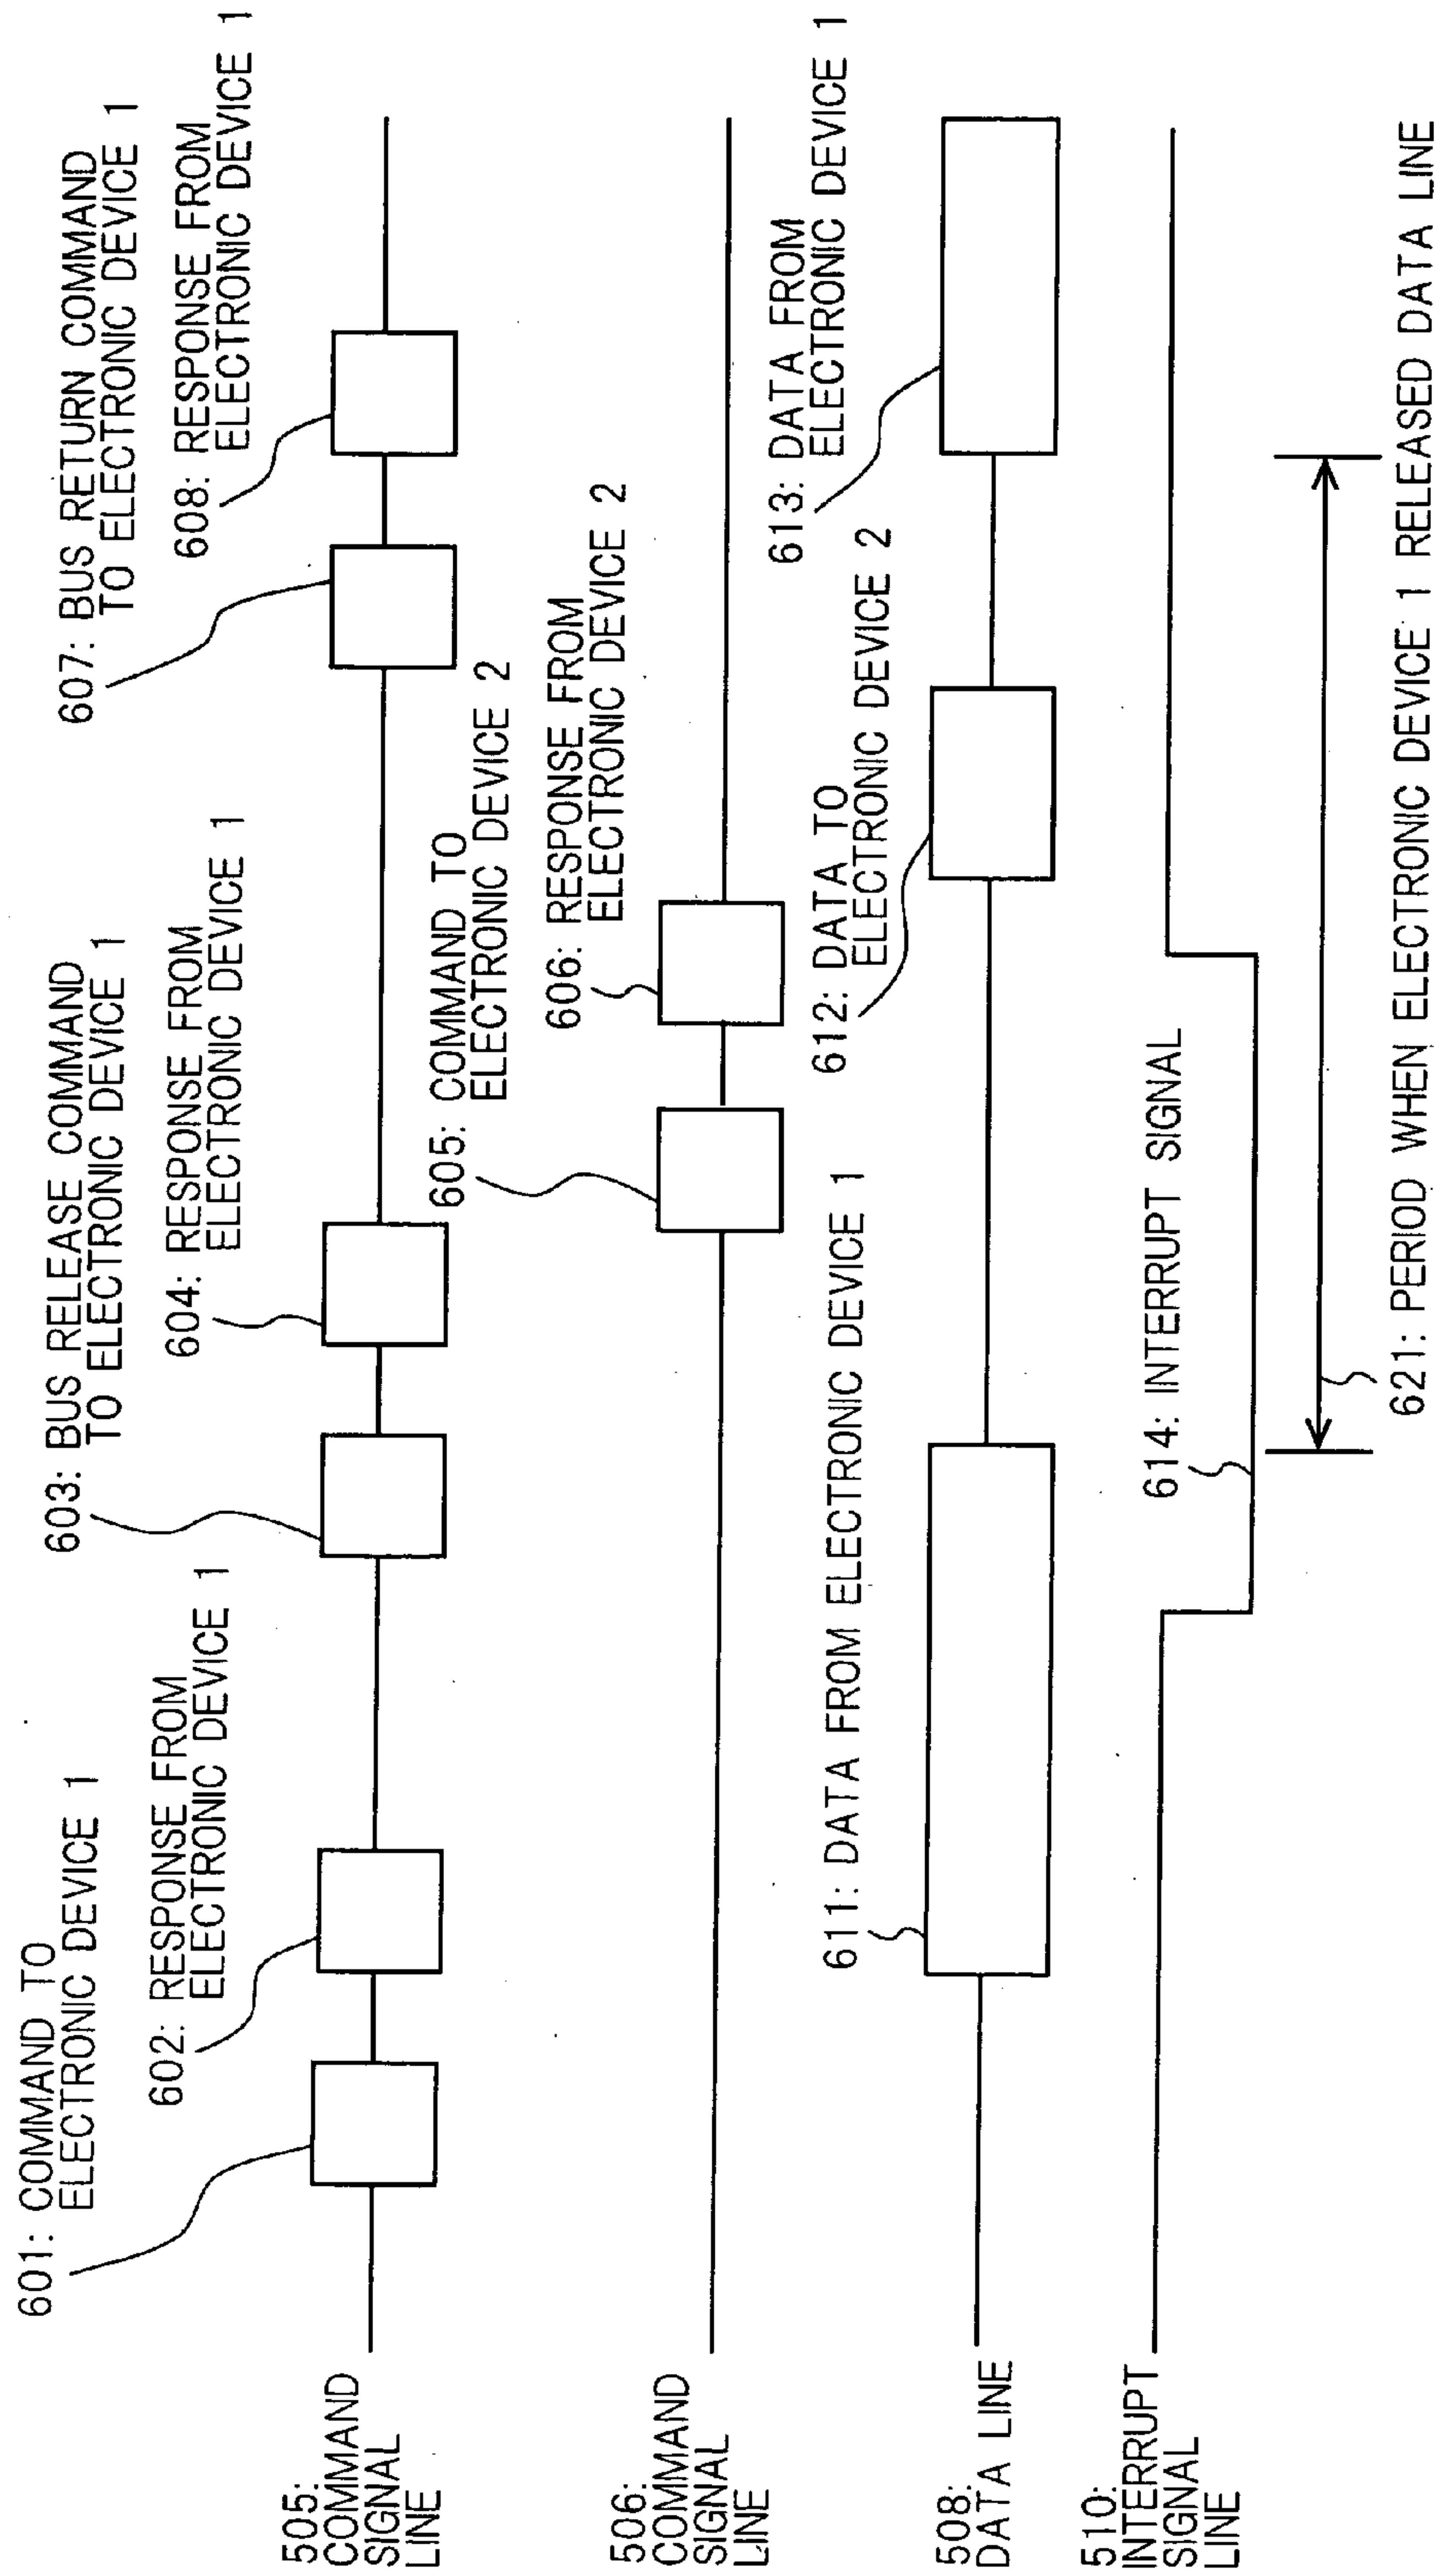 601: COMMAND TO
ELECTRONIC DEVICE 1
602: RESPONSE FROM
ELECTRONIC DEVICE 1
603: BUS RELEASE COMMAND
TO ELECTRONIC DEVICE 1
604: RESPONSE FROM
ELECTRONIC DEVICE 1
607: BUS RETURN COMMAND
TO ELECTRONIC DEVICE 1
608: RESPONSE FROM
ELECTRONIC DEVICE 1
505:
COMMAND
SIGNAL
LINE
605: COMMAND TO
ELECTRONIC DEVICE 2
606: RESPONSE FROM
ELECTRONIC DEVICE 2
506:
COMMAND
SIGNAL
LINE
611: DATA FROM ELECTRONIC DEVICE 1
612: DATA TO
ELECTRONIC DEVICE 2
613: DATA FROM
ELECTRONIC DEVICE 1
508:
DATA LINE
614: INTERRUPT SIGNAL
510:
INTERRUPT
SIGNAL
LINE
621: PERIOD WHEN ELECTRONIC DEVICE 1 RELEASED DATA LINE